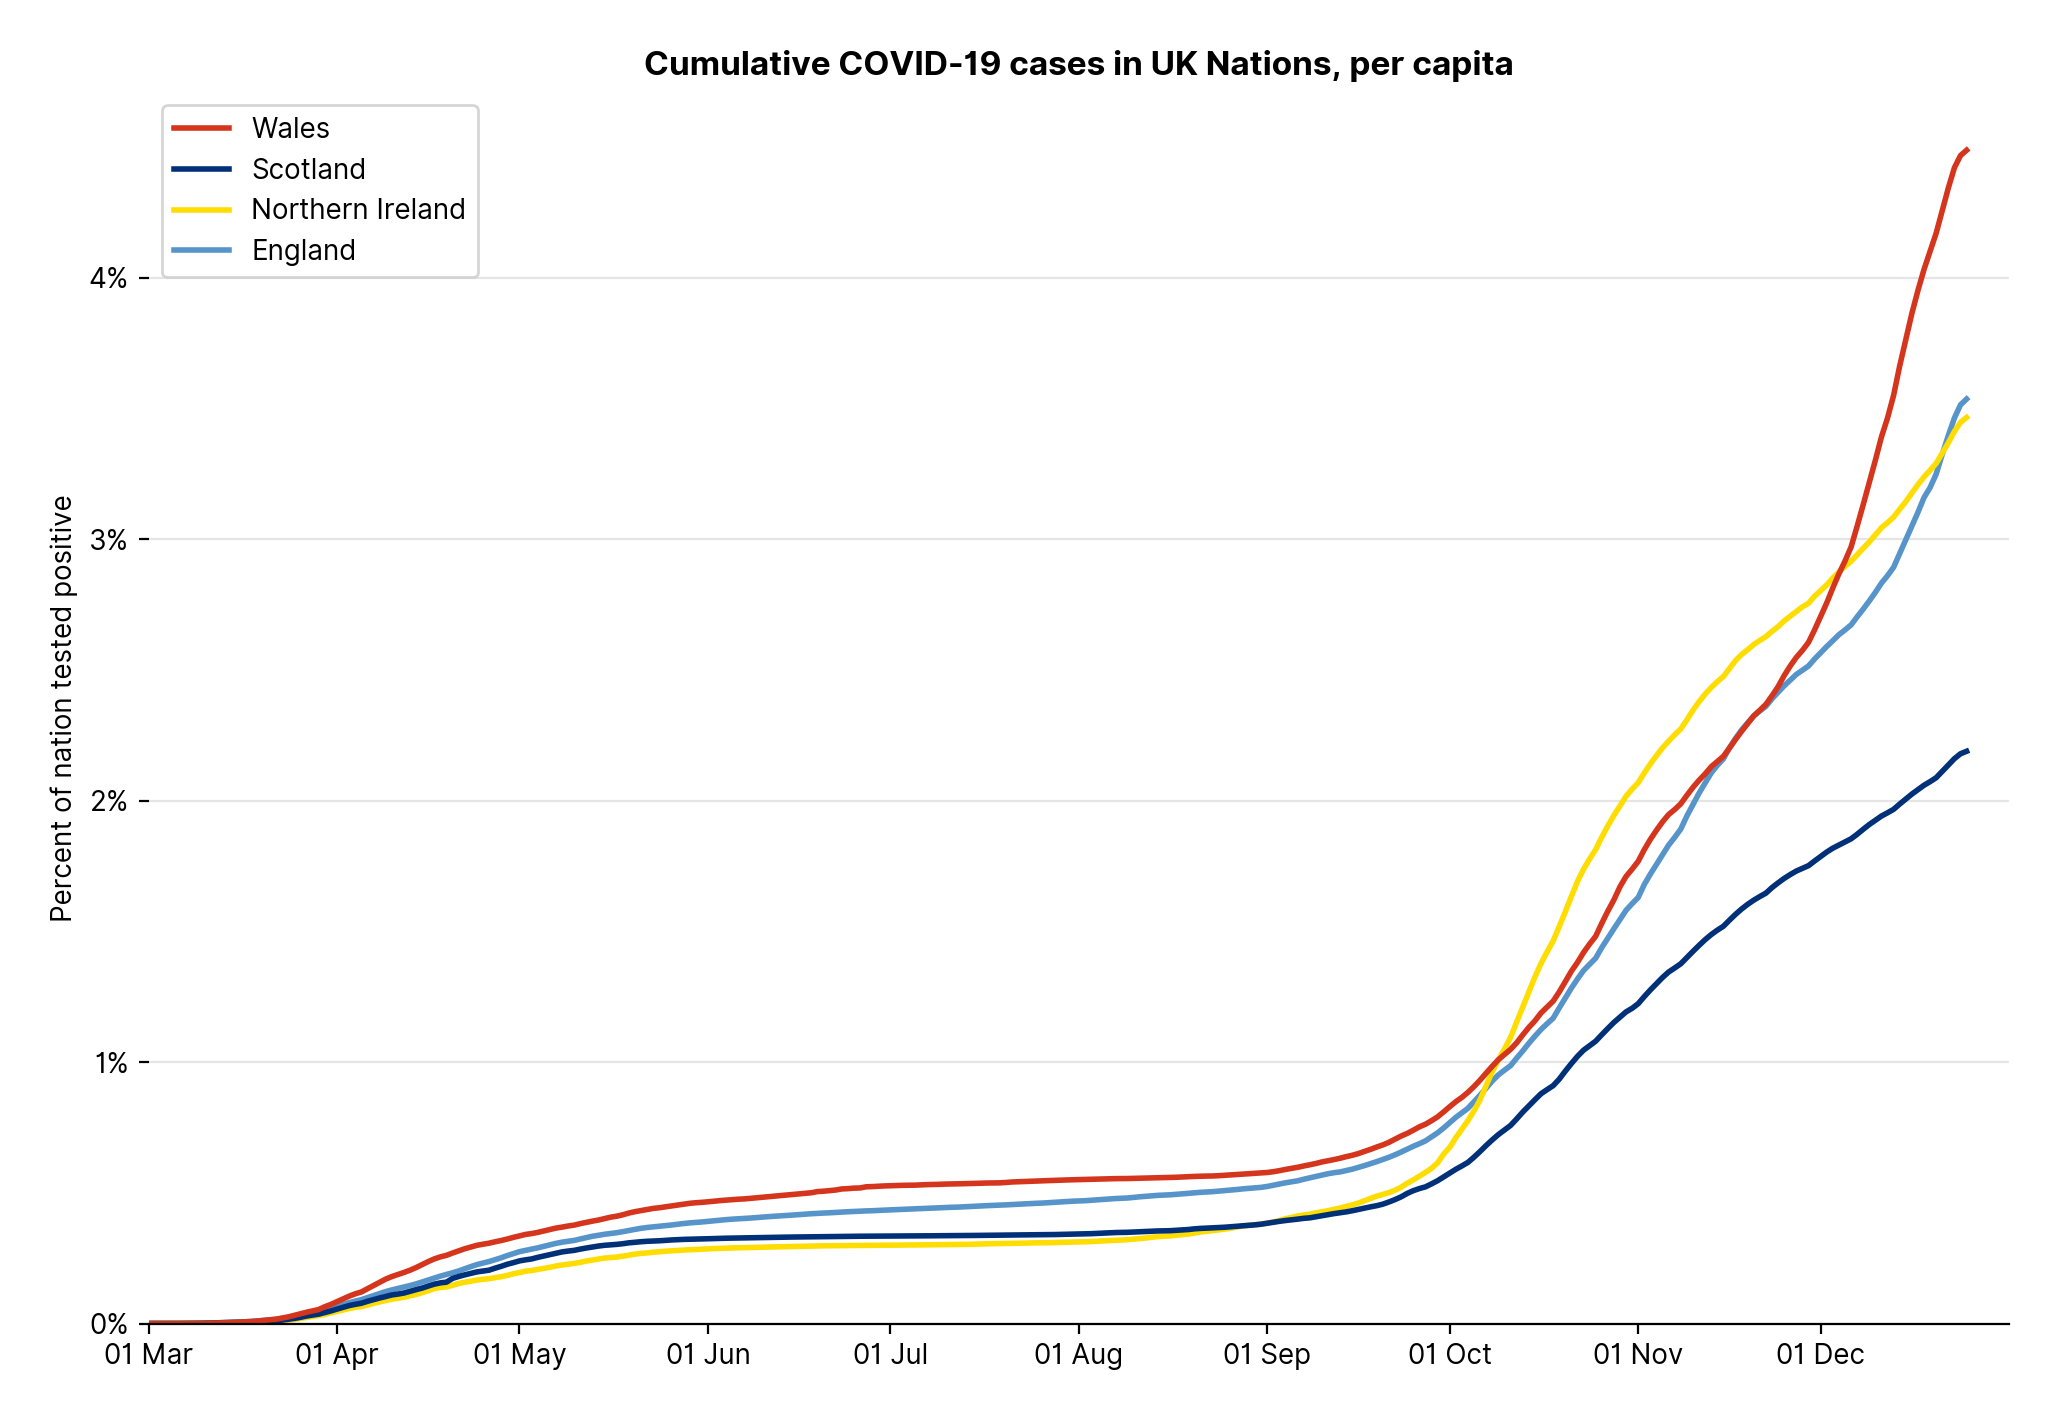 Cumulative COVID-19 cases in UK Nations, per capita
Wales
Scotland
Northern Ireland
England
Percent of nation tested positive
4%
3%
2%
1%
0%
01 Mar
01 Apr
01 May
01 Jun
01 Jul
01 Aug
01 Sep
01 Oct
01 Nov
01 Dec